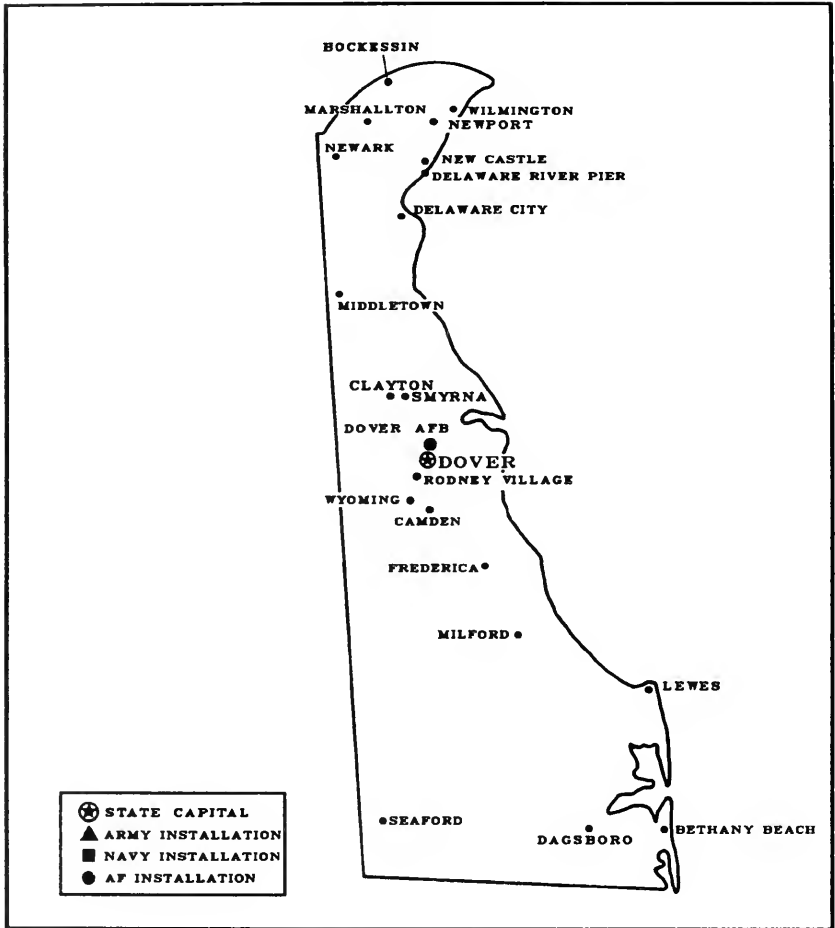 HOCKESSIN
MARSHALLTON
WILMINGTON
NEWPORT
NEWARK
NEW CASTLE
DELAWARE RIVER PIER
DELAWARE CITY
MIDDLETOWN
CLAYTON
SMYRNA
DOVER AFB
DOVER
RODNEY VILLAGE
WYOMING
CAMDEN
FREDERICA
MILFORD
LEWES
SEAFORD
DAGSBORO
BETHANY BEACH
STATE CAPITAL
ARMY INSTALLATION
NAVY INSTALLATION
AF INSTALLATION